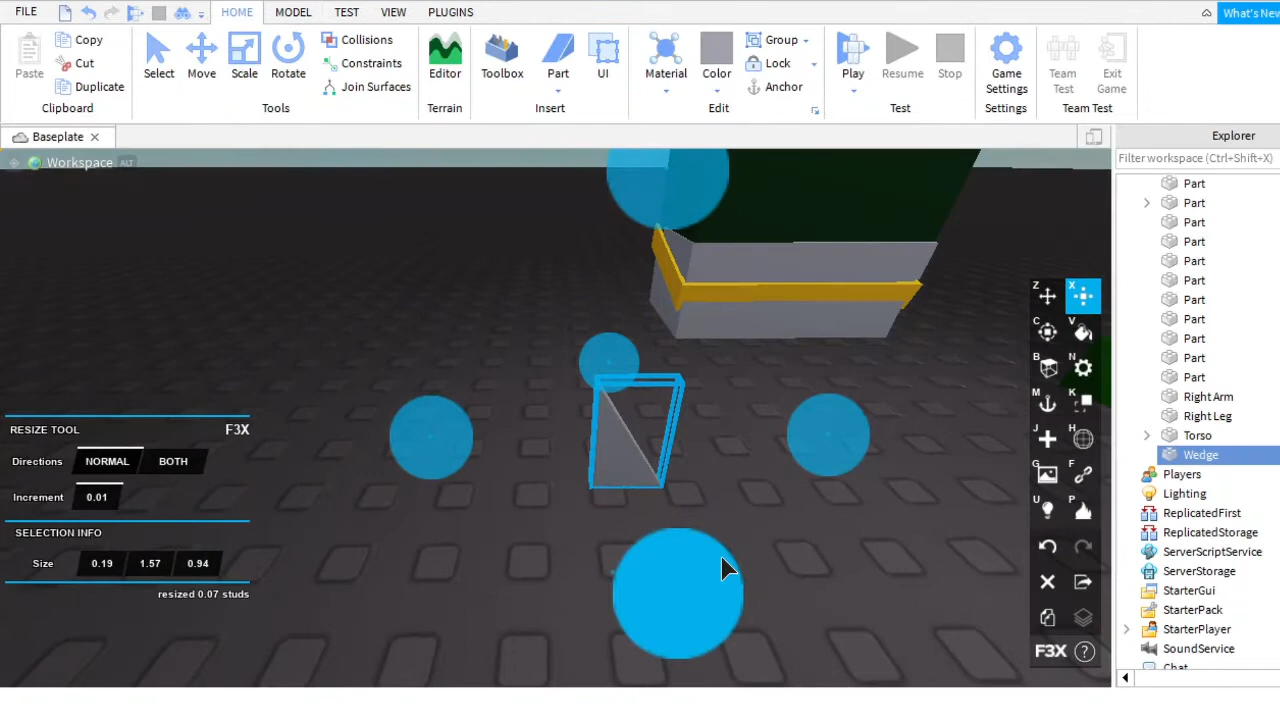 FILE HOME MODEL TEST VIEW PLUGINS What's New
Paste Copy Cut Duplicate
Clipboard
Select Move Scale Rotate Collisions Constraints Join Surfaces
Tools
Editor
Terrain
Toolbox Part UI
Insert
Material Color Group Lock Anchor
Edit
Play Resume Stop
Test
Game Settings
Settings
Team Test Exit Game
Team Test
Baseplate
Workspace ALT
Explorer
Filter workspace (Ctrl+Shift+X)
Part
Part
Part
Part
Part
Part
Part
Part
Part
Part
Part
Right Arm
Right Leg
Torso
Wedge
Players
Lighting
ReplicatedFirst
ReplicatedStorage
ServerScriptService
ServerStorage
StarterGui
StarterPack
StarterPlayer
SoundService
Chat
RESIZE TOOL F3X
Directions NORMAL BOTH
Increment 0.01
SELECTION INFO
Size 0.19 1.57 0.94
resized 0.07 studs
Z X
C V
B N
M K
J H
G F
U P
F3X ?